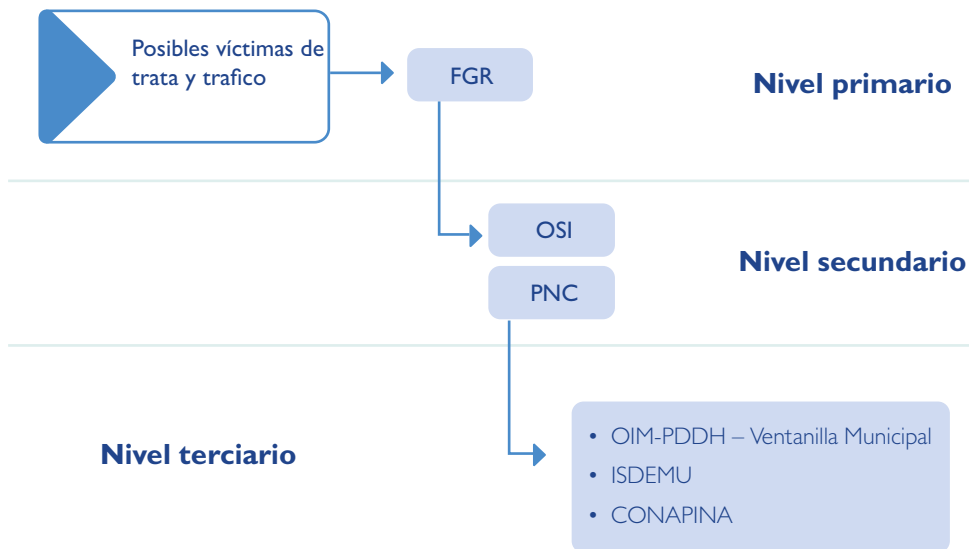 Posibles víctimas de
trata y trafico
FGR
Nivel primario
OSI
Nivel secundario
PNC
Nivel terciario
• OIM-PDDH – Ventanilla Municipal
• ISDEMU
• CONAPINA